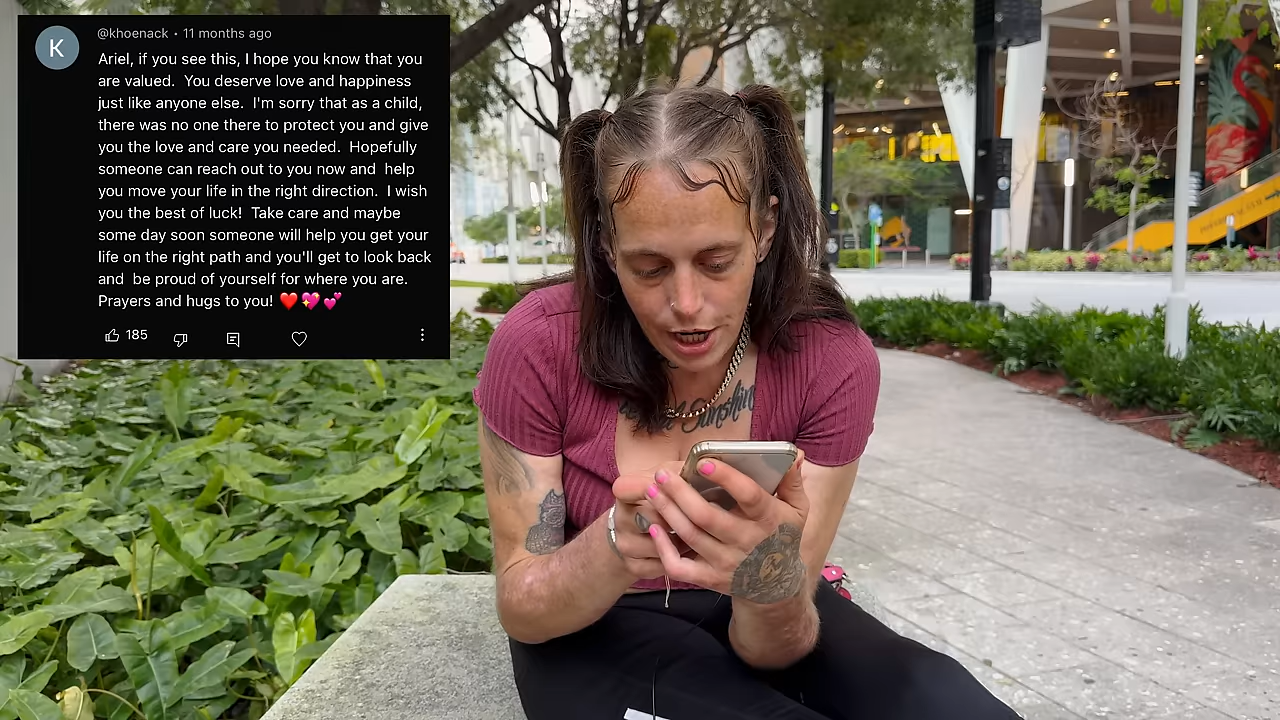 K
@khoenack • 11 months ago
Ariel, if you see this, I hope you know that you
are valued.  You deserve love and happiness
just like anyone else.  I'm sorry that as a child,
there was no one there to protect you and give
you the love and care you needed.  Hopefully
someone can reach out to you now and  help
you move your life in the right direction.  I wish
you the best of luck!  Take care and maybe
some day soon someone will help you get your
life on the right path and you'll get to look back
and  be proud of yourself for where you are.
Prayers and hugs to you! ❤️💖💕
185
Sunshine